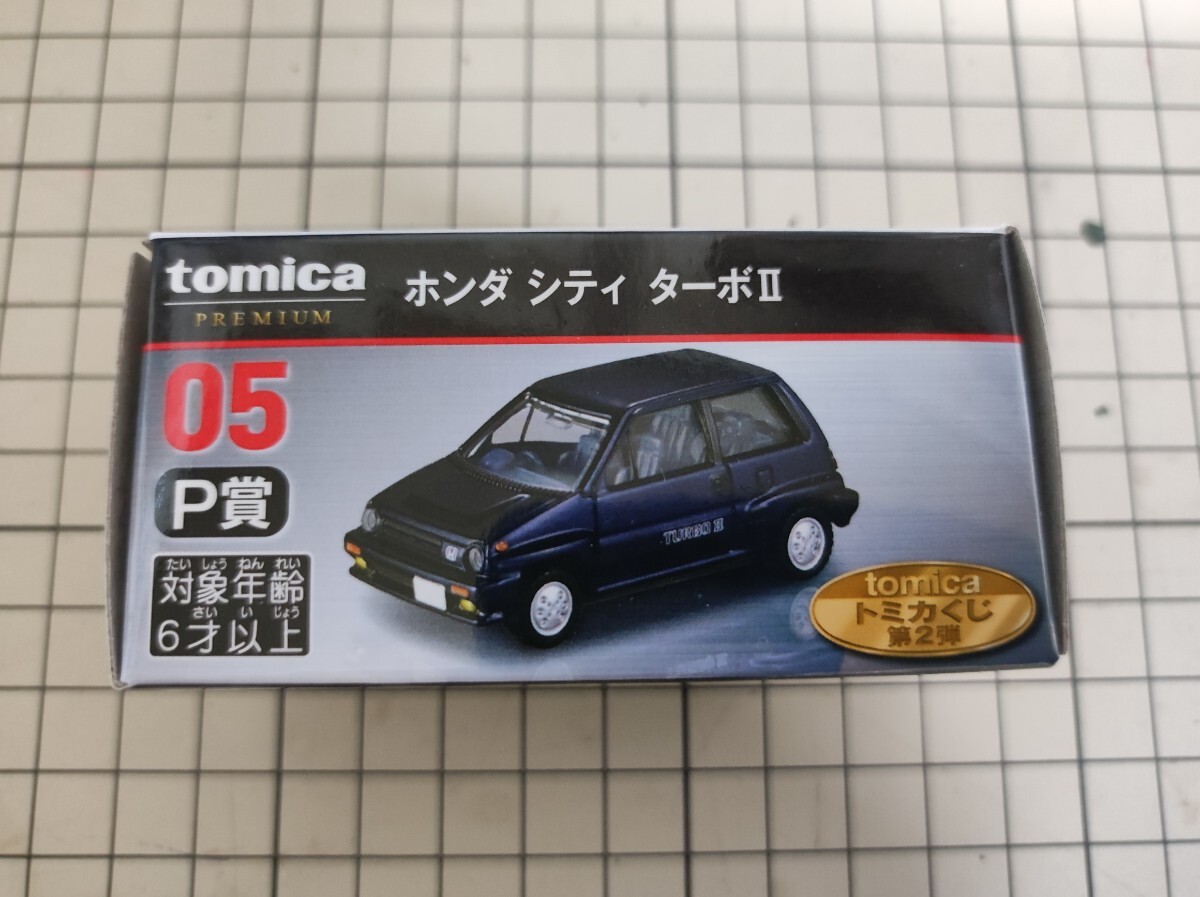 tomica
PREMIUM
ホンダ シティ ターボⅡ
05
P賞
たい しょう ねん れい
対象年齢
さい い じょう
6才以上
TURBO II
tomica
トミカくじ
第2弾